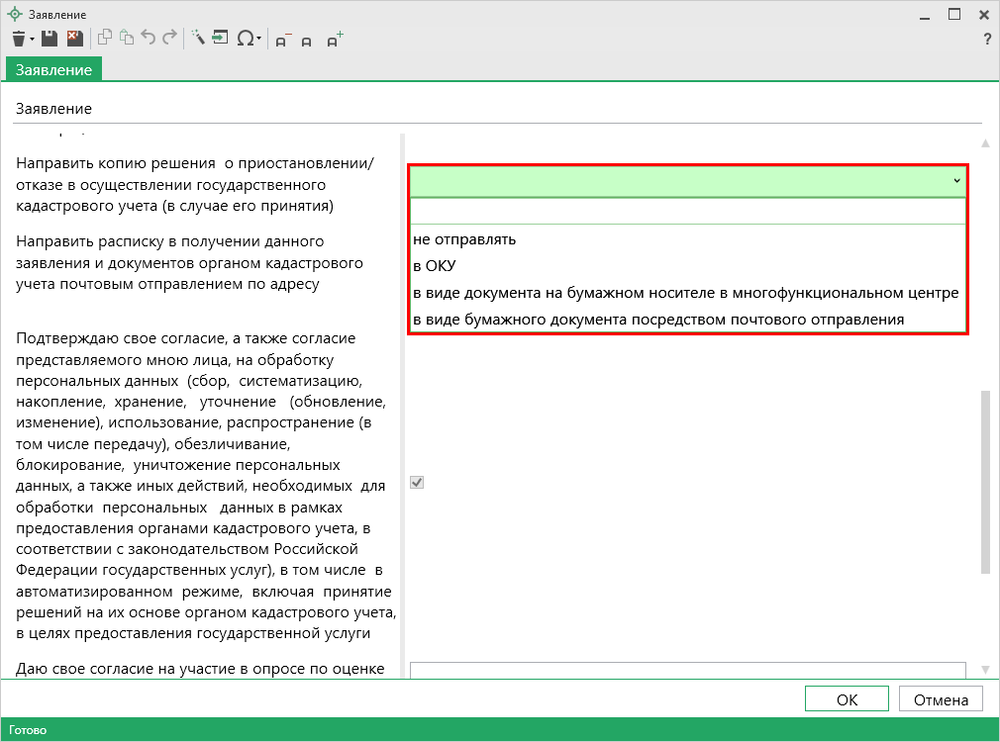 Заявление
?
Заявление
Заявление
Направить копию решения о приостановлении/
отказе в осуществлении государственного
кадастрового учета (в случае его принятия)
не отправлять
в ОКУ
в виде документа на бумажном носителе в многофункциональном центре
в виде бумажного документа посредством почтового отправления
Направить расписку в получении данного
заявления и документов органом кадастрового
учета почтовым отправлением по адресу
Подтверждаю свое согласие, а также согласие
представляемого мною лица, на обработку
персональных данных (сбор, систематизацию,
накопление, хранение, уточнение (обновление,
изменение), использование, распространение (в
том числе передачу), обезличивание,
блокирование, уничтожение персональных
данных, а также иных действий, необходимых для
обработки персональных данных в рамках
предоставления органами кадастрового учета, в
соответствии с законодательством Российской
Федерации государственных услуг), в том числе в
автоматизированном режиме, включая принятие
решений на их основе органом кадастрового учета,
в целях предоставления государственной услуги
Даю свое согласие на участие в опросе по оценке
ОК
Отмена
Готово